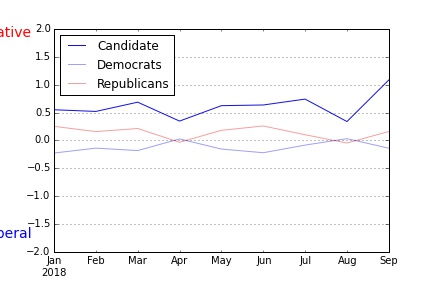 ative
2.0
1.5
1.0
0.5
0.0
−0.5
−1.0
−1.5
−2.0
Candidate
Democrats
Republicans
beral
Jan Feb Mar Apr May Jun Jul Aug Sep
2018